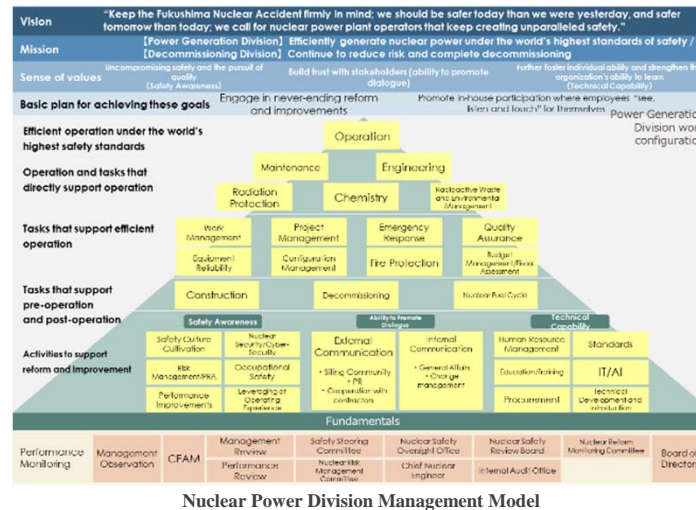 Vision
"Keep the Fukushima Nuclear Accident firmly in mind; we should be safer today than we were yesterday, and safer
tomorrow than today; we call for nuclear power plant operators that keep creating unparalleled safety."
Mission
【Power Generation Division】 Efficiently generate nuclear power under the world's highest standards of safety /
【Decommissioning Division】 Continue to reduce risk and complete decommissioning
Sense of values
Uncompromising safety and the pursuit of
quality
(Safety Awareness)
Build trust with stakeholders (ability to promote
dialogue)
Further foster individual ability and strengthen the
organization's ability to learn
(Technical Capability)
Basic plan for achieving these goals
Engage in never-ending reform
and improvements
Promote in-house participation where employees "see,
listen and touch" for themselves
Power Generatio
Division wor
configuratio
Efficient operation under the world's
highest safety standards
Operation
Operation and tasks that
directly support operation
Maintenance
Engineering
Radiation
Protection
Chemistry
Radioactive Waste
and Environmental
Management
Tasks that support efficient
operation
Work
Management
Project
Management
Emergency
Response
Quality
Assurance
Equipment
Reliability
Configuration
Management
Fire Protection
Budget
Management/Fiscal
Assessment
Tasks that support
pre-operation
and post-operation
Construction
Decommissioning
Nuclear Fuel Cycle
Safety Awareness
Ability to Promote
Dialogue
Technical
Capability
Activities to support
reform and improvement
Safety Culture
Cultivation
Nuclear
Security/Cyber-
Security
Risk
Management/PRA
Occupational
Safety
Performance
Improvements
Leveraging of
Operating
Experience
External
Communication
• Siting Community
• PR
• Cooperation with
contractors
Internal
Communication
• General Affairs
• Change
management
Human Resource
Management
Standards
Education/Training
IT/AI
Procurement
Technical
Development and
Introduction
Fundamentals
Performance
Monitoring
Management
Observation
CFAM
Management
Review
Performance
Review
Safety Steering
Committee
Nuclear Risk
Management
Committee
Nuclear Safety
Oversight Office
Chief Nuclear
Engineer
Nuclear Safety
Review Board
Internal Audit Office
Nuclear Reform
Monitoring Committee
Board of
Director
Nuclear Power Division Management Model